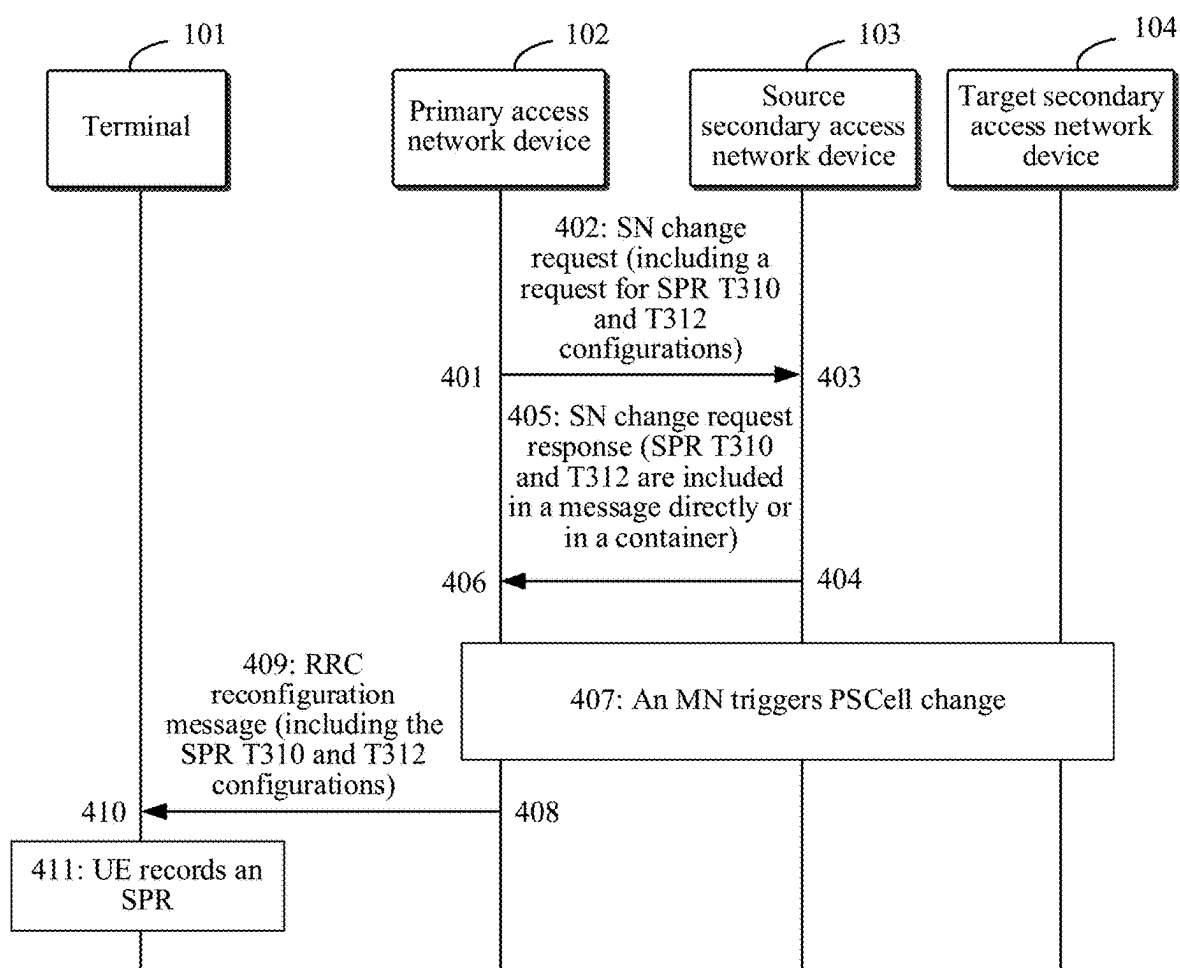 101
102
103
104
Terminal
Primary access
network device
Source
secondary access
network device
Target secondary
access network
device
402: SN change
request (including a
request for SPR T310
and T312
configurations)
401
403
405: SN change request
response (SPR T310
and T312 are included
in a message directly or
in a container)
406
404
407: An MN triggers PSCell change
409: RRC
reconfiguration
message (including the
SPR T310 and T312
configurations)
410
408
411: UE records an
SPR